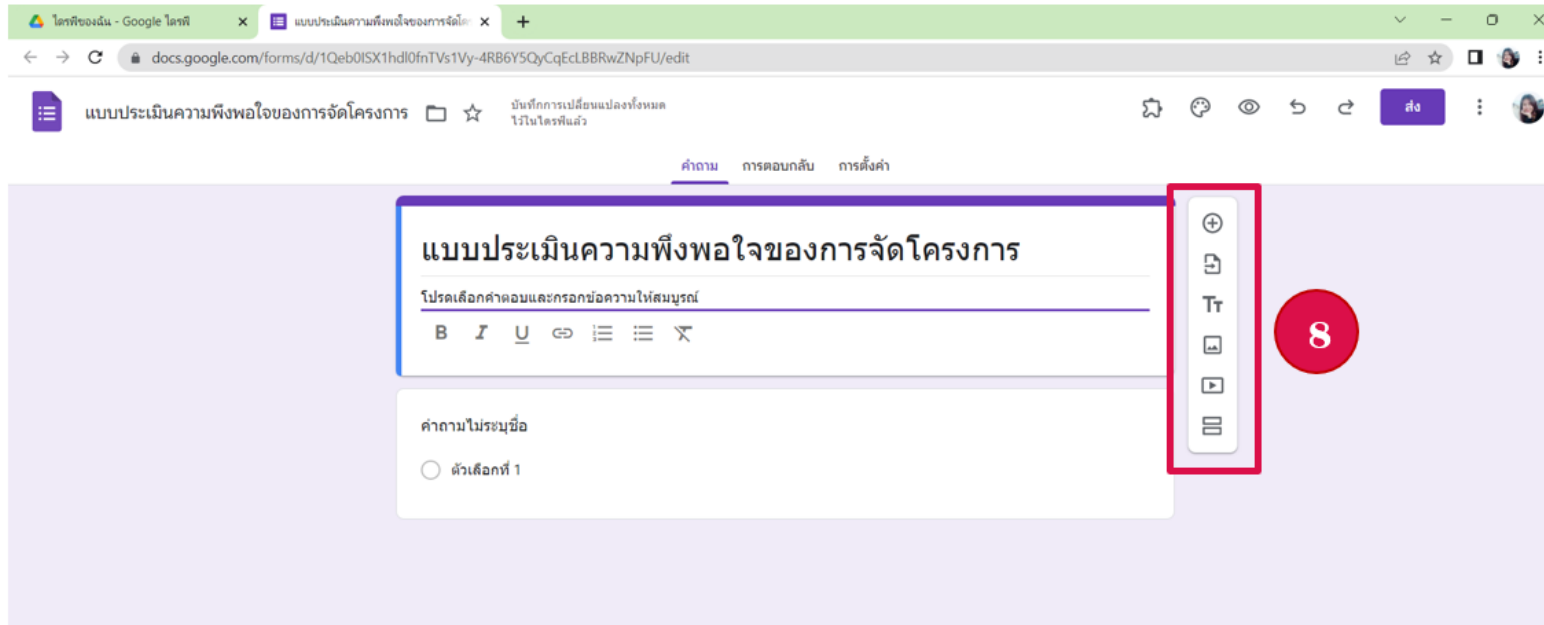 ไดรฟ์ของฉัน - Google ไดรฟ์
แบบประเมินความพึงพอใจของการจัดโคร
docs.google.com/forms/d/1Qeb0ISX1hdl0fnTVs1Vy-4RB6Y5QyCqEcLBBRwZNpFU/edit
แบบประเมินความพึงพอใจของการจัดโครงการ
บันทึกการเปลี่ยนแปลงทั้งหมด
ไว้ในไดรฟ์แล้ว
ส่ง
คำถาม การตอบกลับ การตั้งค่า
แบบประเมินความพึงพอใจของการจัดโครงการ
โปรดเลือกคำตอบและกรอกข้อความให้สมบูรณ์
B I U
Tт
8
คำถามไม่ระบุชื่อ
ตัวเลือกที่ 1